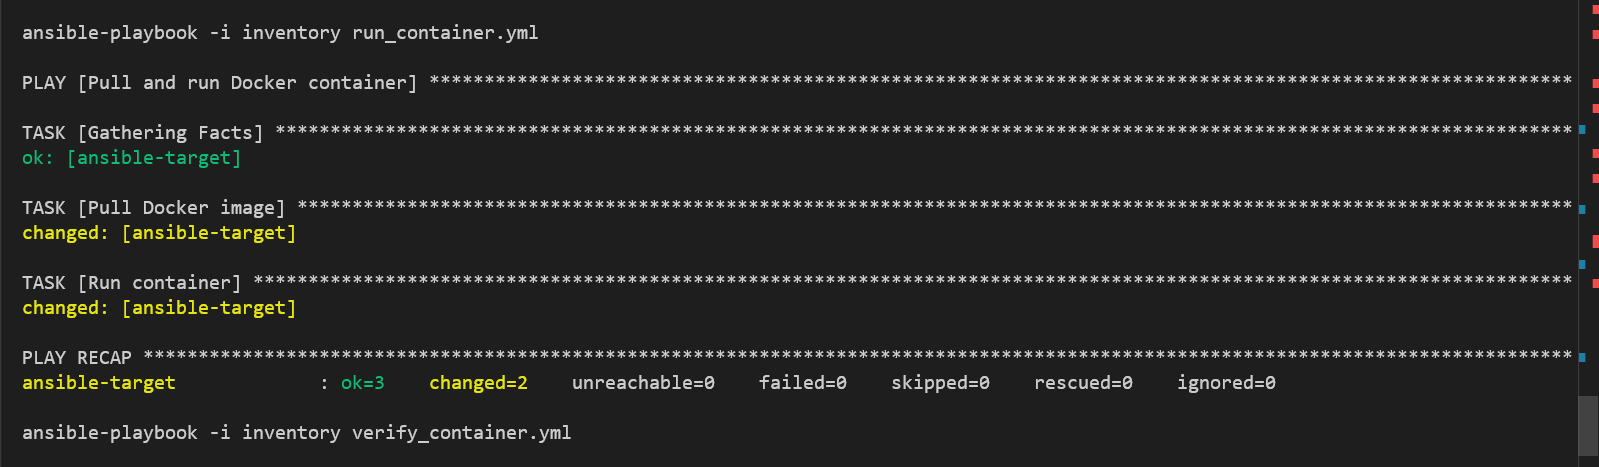 ansible-playbook -i inventory run_container.yml
PLAY [Pull and run Docker container] ********************************************************************************************************
TASK [Gathering Facts] **********************************************************************************************************************
ok: [ansible-target]
TASK [Pull Docker image] ********************************************************************************************************************
changed: [ansible-target]
TASK [Run container] ************************************************************************************************************************
changed: [ansible-target]
PLAY RECAP **********************************************************************************************************************************
ansible-target             : ok=3    changed=2    unreachable=0    failed=0    skipped=0    rescued=0    ignored=0
ansible-playbook -i inventory verify_container.yml